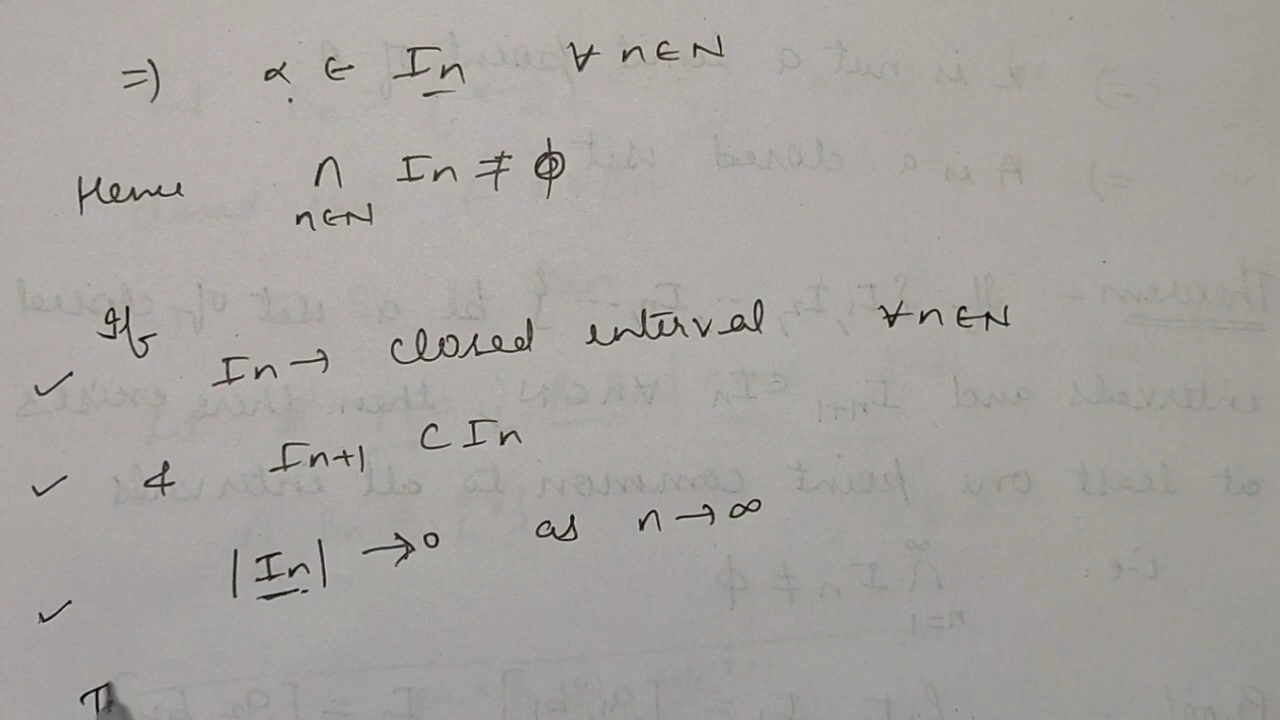 => α ∈ In ∀ n∈N
Hence ∩ In ≠ ϕ
n∈N
If In → closed interval ∀n∈N
& In+1 ⊂ In
|In| → 0 as n → ∞